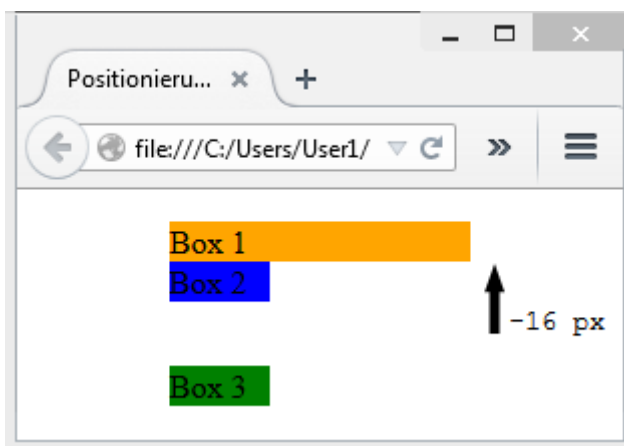 Positionieru...
file:///C:/Users/User1/
Box 1
Box 2
-16 px
Box 3